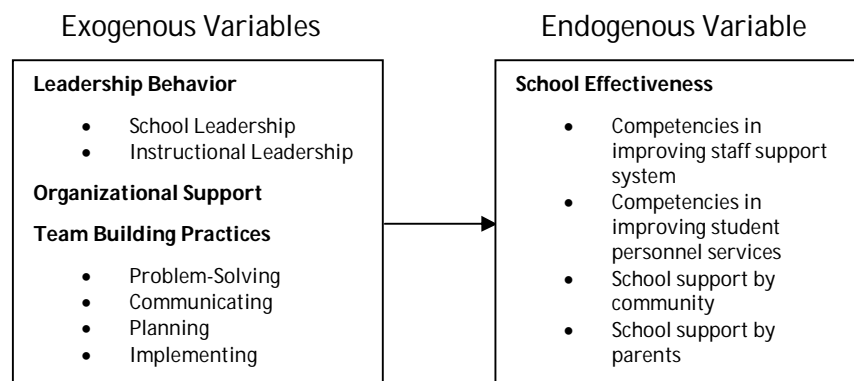 Exogenous Variables
Leadership Behavior
• School Leadership
• Instructional Leadership
Organizational Support
Team Building Practices
• Problem-Solving
• Communicating
• Planning
• Implementing
Endogenous Variable
School Effectiveness
• Competencies in
improving staff support
system
• Competencies in
improving student
personnel services
• School support by
community
• School support by
parents